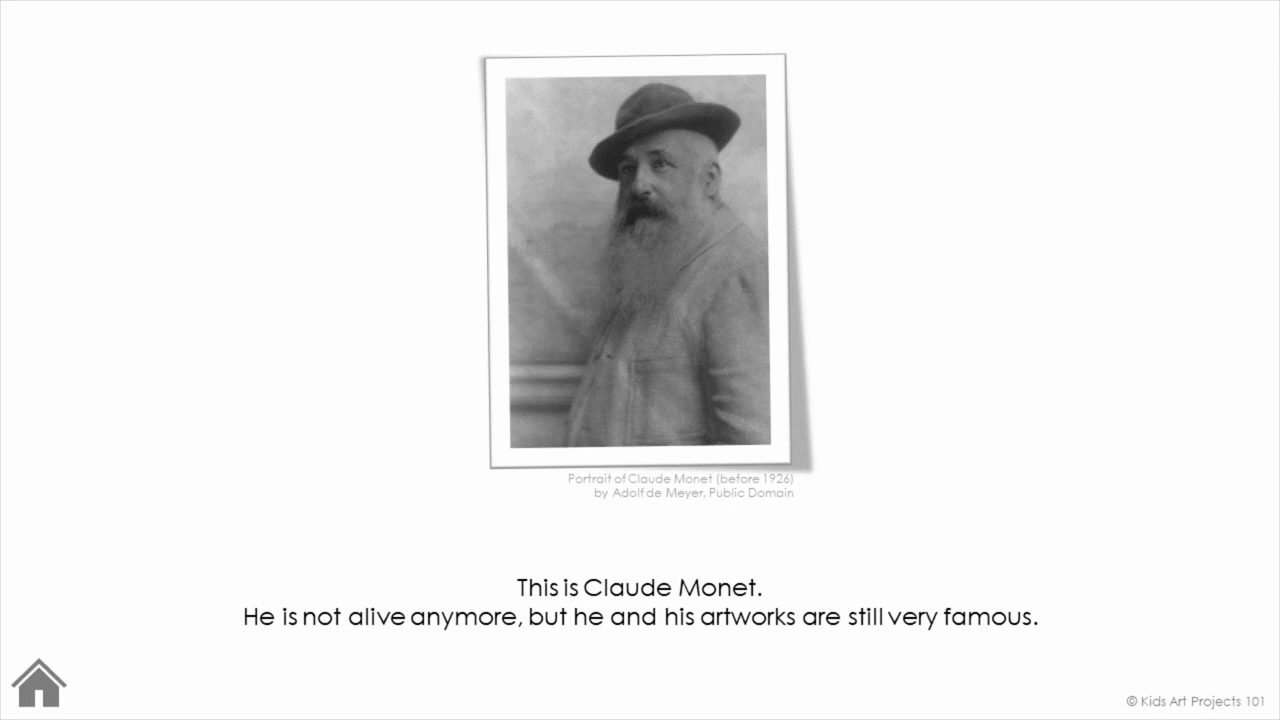 Portrait of Claude Monet (before 1926)
by Adolf de Meyer, Public Domain
This is Claude Monet.
He is not alive anymore, but he and his artworks are still very famous.
© Kids Art Projects 101